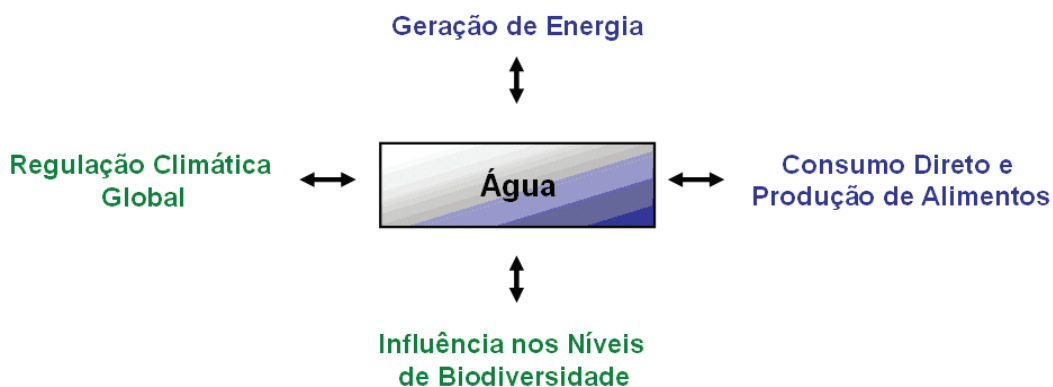 Geração de Energia
Regulação Climática
Global
Água
Consumo Direto e
Produção de Alimentos
Influência nos Níveis
de Biodiversidade